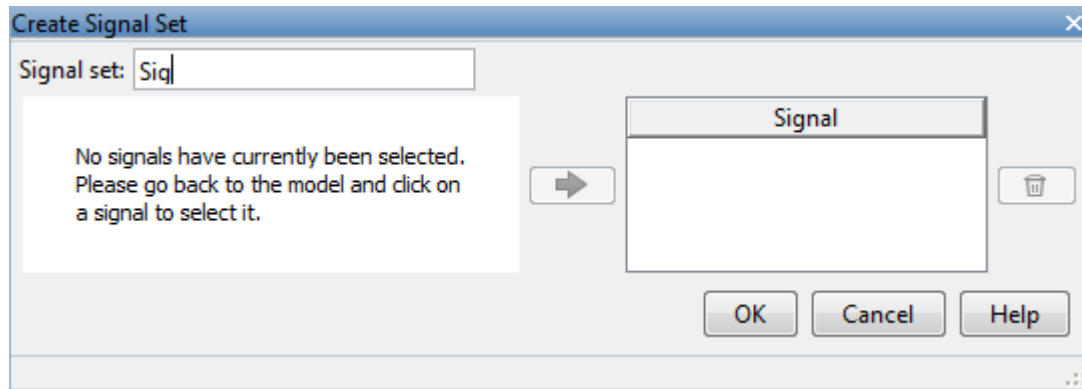 Create Signal Set
Signal set: Sig
No signals have currently been selected.
Please go back to the model and click on
a signal to select it.
Signal
OK Cancel Help